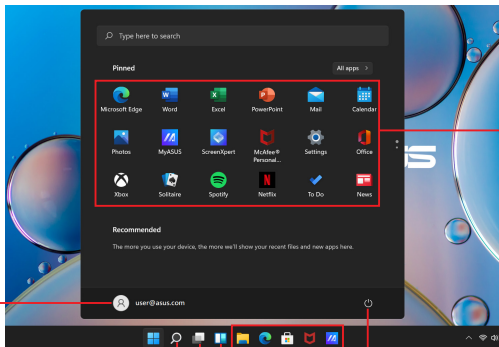 Type here to search
Pinned
All apps >
Microsoft Edge Word Excel PowerPoint Mail Calendar
Photos MyASUS ScreenXpert McAfee® Personal... Settings Office
Xbox Solitaire Spotify Netflix To Do News
Recommended
The more you use your device, the more we'll show your recent files and new apps here.
user@asus.com